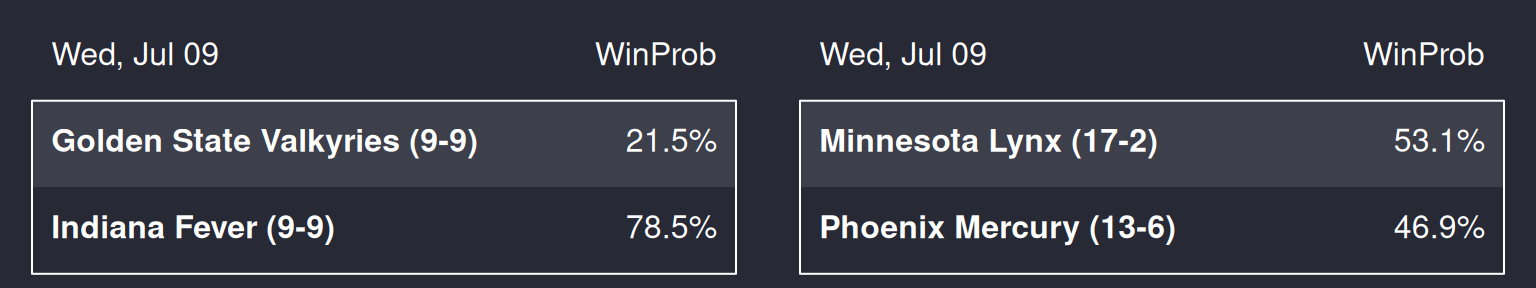 Wed, Jul 09 WinProb
Golden State Valkyries (9-9) 21.5%
Indiana Fever (9-9) 78.5%
Wed, Jul 09 WinProb
Minnesota Lynx (17-2) 53.1%
Phoenix Mercury (13-6) 46.9%